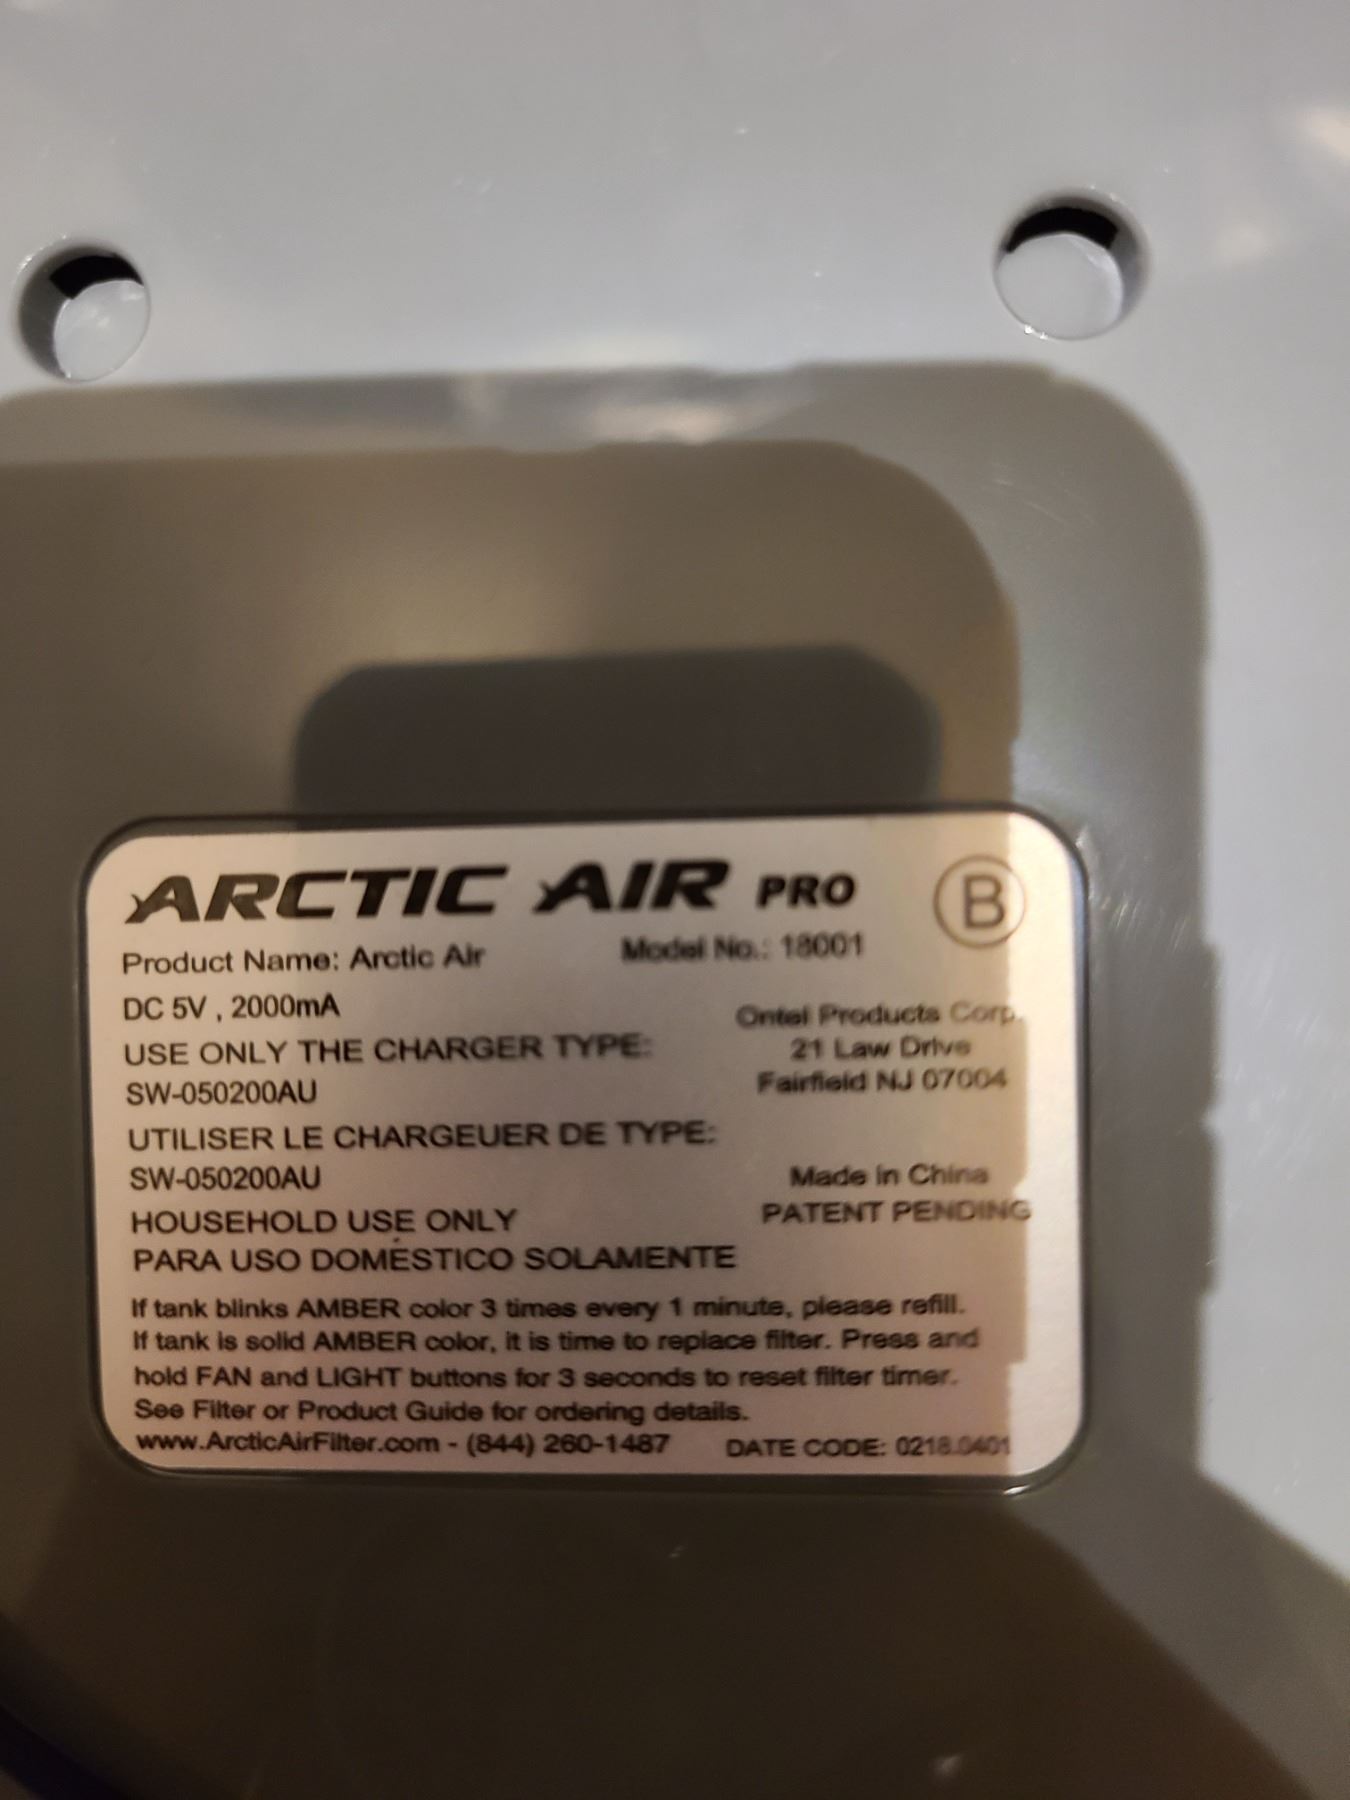 ARCTIC AIR PRO B
Product Name: Arctic Air Model No.: 18001
DC 5V , 2000mA
USE ONLY THE CHARGER TYPE:
SW-050200AU
UTILISER LE CHARGEUER DE TYPE:
SW-050200AU
HOUSEHOLD USE ONLY
PARA USO DOMÉSTICO SOLAMENTE
Ontel Products Corp.
21 Law Drive
Fairfield NJ 07004
Made in China
PATENT PENDING
If tank blinks AMBER color 3 times every 1 minute, please refill.
If tank is solid AMBER color, it is time to replace filter. Press and
hold FAN and LIGHT buttons for 3 seconds to reset filter timer.
See Filter or Product Guide for ordering details.
www.ArcticAirFilter.com - (844) 260-1487 DATE CODE: 0218.0401